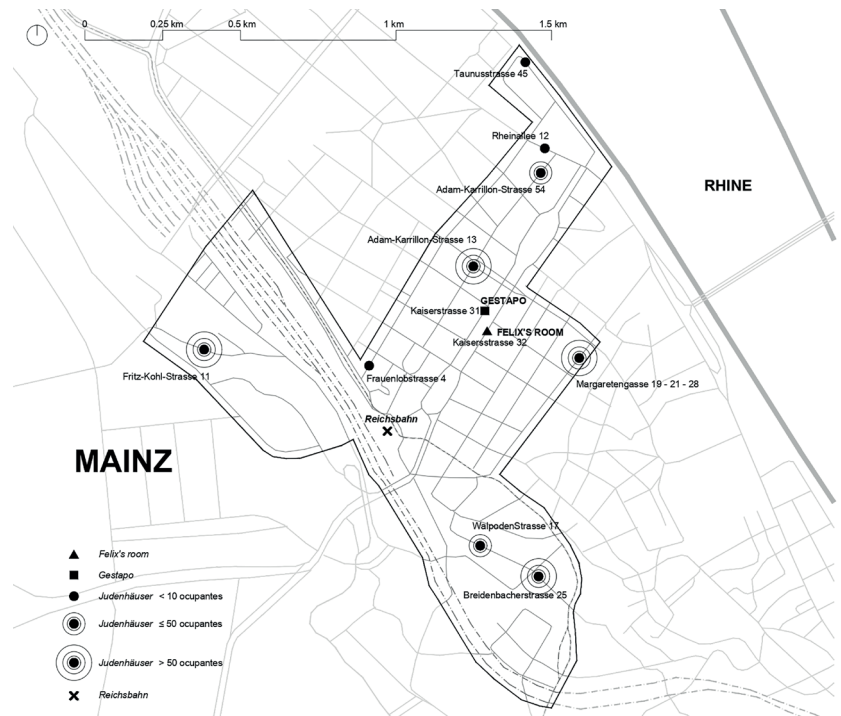 0 0.25 km 0.5 km 1 km 1.5 km
Taunusstrasse 45
Rheinallee 12
RHINE
Adam-Karrillon-Strasse 54
Adam-Karrillon-Strasse 13
GESTAPO
Kaiserstrasse 31
FELIX'S ROOM
Kaisersstrasse 32
Fritz-Kohl-Strasse 11
Frauenlobstrasse 4
Margaretengasse 19 - 21 - 28
Reichsbahn
MAINZ
WalpodenStrasse 17
Breidenbacherstrasse 25
Felix's room
Gestapo
Judenhäuser < 10 ocupantes
Judenhäuser ≤ 50 ocupantes
Judenhäuser > 50 ocupantes
Reichsbahn